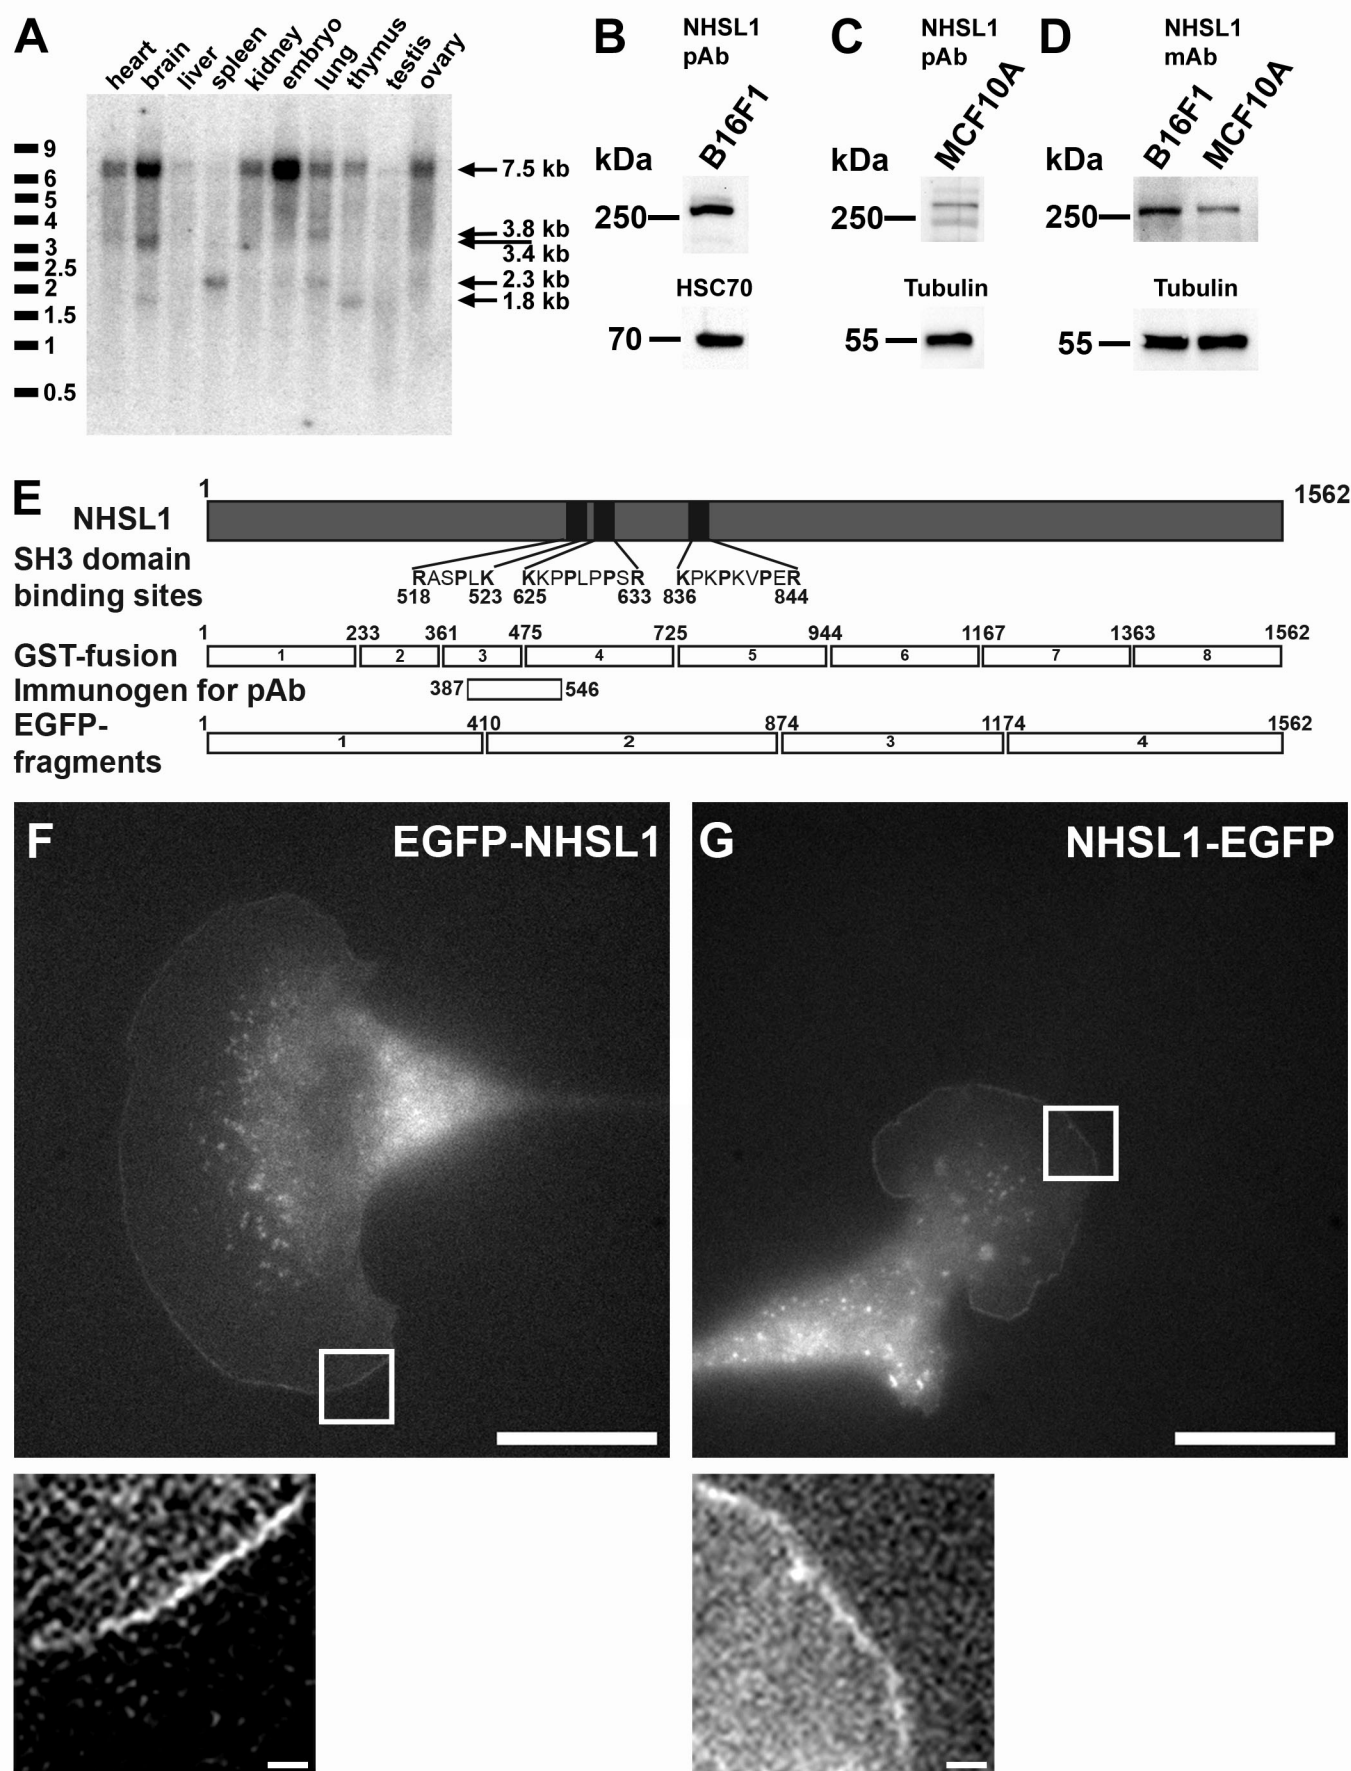 A
heart
brain
liver
spleen
kidney
embryo
lung
thymus
testis
ovary
9
6
5
4
3
2.5
2
1.5
1
0.5
7.5 kb
3.8 kb
3.4 kb
2.3 kb
1.8 kb
B
NHSL1
pAb
B16F1
kDa
250
HSC70
70
C
NHSL1
pAb
MCF10A
kDa
250
Tubulin
55
D
NHSL1
mAb
B16F1
MCF10A
kDa
250
Tubulin
55
E
1
1562
NHSL1
SH3 domain
binding sites
RASPLK
KKPPLPPSR
KPKPKVPER
518
523
625
633
836
844
1 233 361 475 725 944 1167 1363 1562
GST-fusion
1 2 3 4 5 6 7 8
Immunogen for pAb
387
546
EGFP-
fragments
1 410 874 1174 1562
1 2 3 4
F
EGFP-NHSL1
G
NHSL1-EGFP